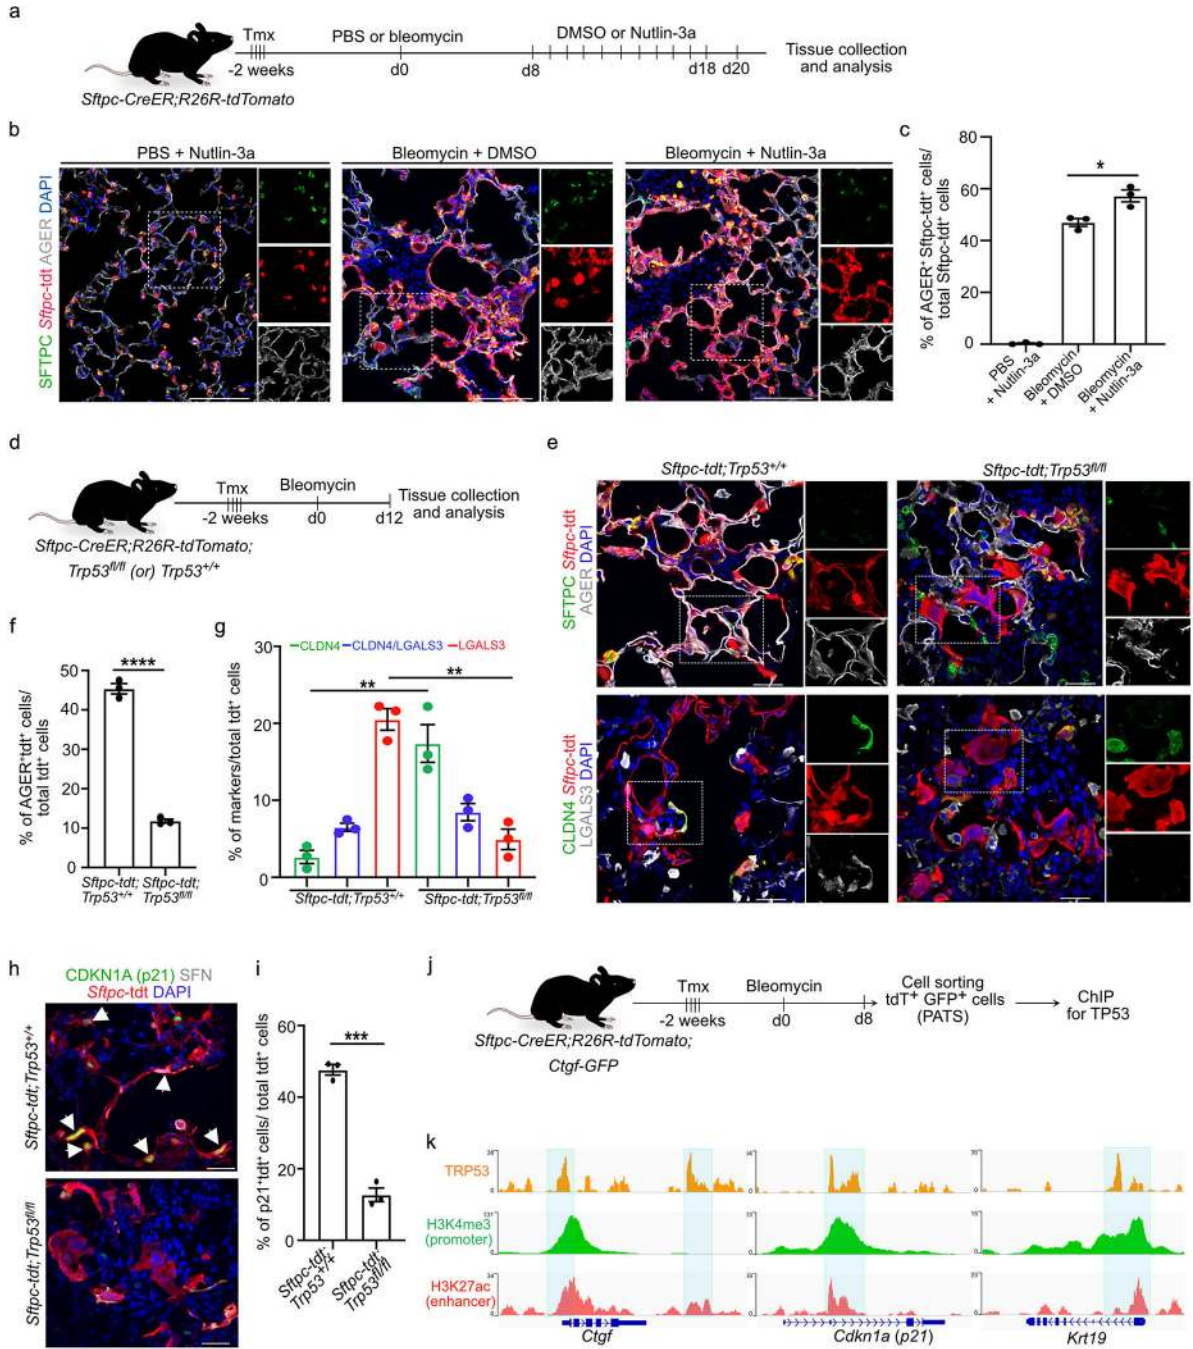 a
Tmx
-2 weeks
PBS or bleomycin
d0
DMSO or Nutlin-3a
d8
d18 d20
Tissue collection
and analysis
Sftpc-CreER;R26R-tdTomato
b
PBS + Nutlin-3a
Bleomycin + DMSO
Bleomycin + Nutlin-3a
SFTPC Sftpc-tdt AGER DAPI
c
% of AGER⁺ Sftpc-tdt⁺ cells/
total Sftpc-tdt⁺ cells
80
60
40
20
0
*
PBS
+ Nutlin-3a
Bleomycin
+ DMSO
Bleomycin
+ Nutlin-3a
d
Tmx
-2 weeks
Bleomycin
d0
d12
Tissue collection
and analysis
Sftpc-CreER;R26R-tdTomato;
Trp53fl/fl (or) Trp53+/+
e
Sftpc-tdt;Trp53+/+
Sftpc-tdt;Trp53fl/fl
SFTPC Sftpc-tdt
AGER DAPI
CLDN4 Sftpc-tdt
LGALS3 DAPI
f
% of AGER⁺tdt⁺ cells/
total tdt⁺ cells
50
40
30
20
10
0
****
Sftpc-tdt;
Trp53+/+
Sftpc-tdt;
Trp53fl/fl
g
% of markers/total tdt⁺ cells
30
20
10
0
CLDN4
CLDN4/LGALS3
LGALS3
**
**
Sftpc-tdt;Trp53+/+
Sftpc-tdt;Trp53fl/fl
h
CDKN1A (p21) SFN
Sftpc-tdt DAPI
Sftpc-tdt;Trp53+/+
Sftpc-tdt;Trp53fl/fl
i
% of p21⁺tdt⁺ cells/ total tdt⁺ cells
60
40
20
0
***
Sftpc-tdt;
Trp53+/+
Sftpc-tdt;
Trp53fl/fl
j
Tmx
-2 weeks
Bleomycin
d0
d8
Cell sorting
tdT⁺ GFP⁺ cells
(PATS)
ChIP
for TP53
Sftpc-CreER;R26R-tdTomato;
Ctgf-GFP
k
TRP53
H3K4me3
(promoter)
H3K27ac
(enhancer)
Ctgf
Cdkn1a (p21)
Krt19